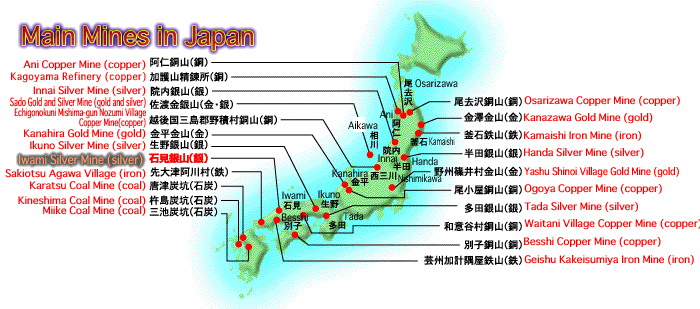 Main Mines in Japan
Ani Copper Mine (copper) 阿仁銅山(銅)
Kagoyama Refinery (copper) 加護山精錬所(銅)
Innai Silver Mine (silver) 院内銀山(銀)
Sado Gold and Silver Mine (gold and silver) 佐渡金銀山(金・銀)
Echigonokuni Mishima-gun Nozumi Village
Copper Mine(copper) 越後国三島郡野積村銅山(銅)
Kanahira Gold Mine (gold) 金平金山(金)
Ikuno Silver Mine (silver) 生野銀山(銀)
Iwami Silver Mine (silver) 石見銀山(銀)
Sakiotsu Agawa Village (iron) 先大津阿川村(鉄)
Karatsu Coal Mine (coal) 唐津炭坑(石炭)
Kineshima Coal Mine (coal) 杵島炭坑(石炭)
Miike Coal Mine (coal) 三池炭坑(石炭)
尾去沢
Osarizawa
Ani
阿仁
Aikawa
相川
釜石
Kamaishi
院内
Innai
半田
Handa
西三川
Nishimikawa
Kanahira
金平
Ikuno
生野
Iwami
石見
Besshi
別子
Tada
多田
尾去沢銅山(銅) Osarizawa Copper Mine (copper)
金澤金山(金) Kanazawa Gold Mine (gold)
釜石鉄山(鉄) Kamaishi Iron Mine (iron)
半田銀山(銀) Handa Silver Mine (silver)
野州篠井村金山(金) Yashu Shinoi Village Gold Mine (gold)
尾小屋銅山(銅) Ogoya Copper Mine (copper)
多田銀山(銀) Tada Silver Mine (silver)
和意谷村銅山(銅) Waitani Village Copper Mine (copper)
別子銅山(銅) Besshi Copper Mine (copper)
芸州加計隅屋鉄山(鉄) Geishu Kakeisumiya Iron Mine (iron)